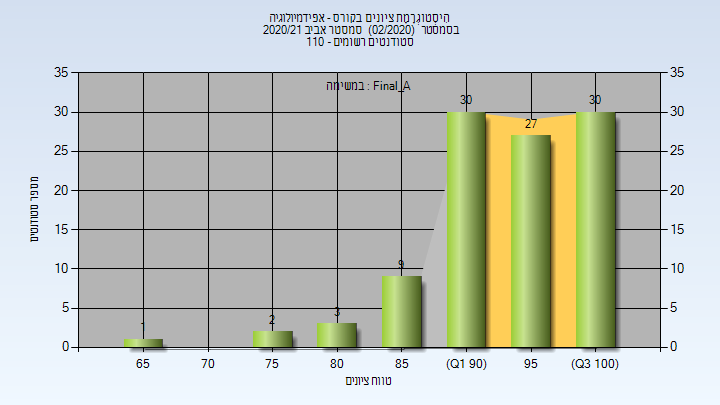 היסטוגרמת ציונים בקורס - אפידמיולוגיה
בסמסטר (02/2020) סמסטר אביב 2020/21
סטודנטים רשומים - 110
במשימה : Final_A
35 35
30 30
25 25
20 20
15 15
10 10
5 5
0 0
1 2 3 9 30 27 30
מספר סטודנטים
65 70 75 80 85 (Q1 90) 95 (Q3 100)
טווח ציונים